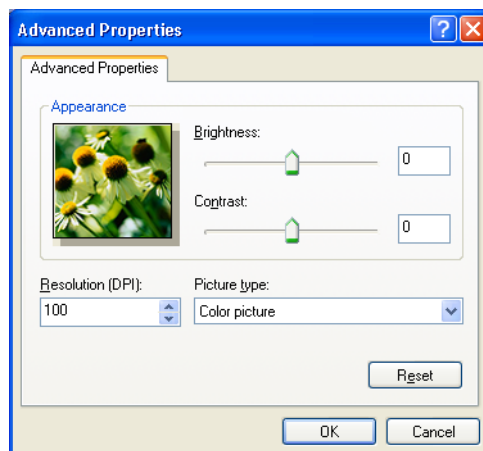 Advanced Properties
Advanced Properties
Appearance
Brightness:
0
Contrast:
0
Resolution (DPI):
Picture type:
100
Color picture
Reset
OK
Cancel